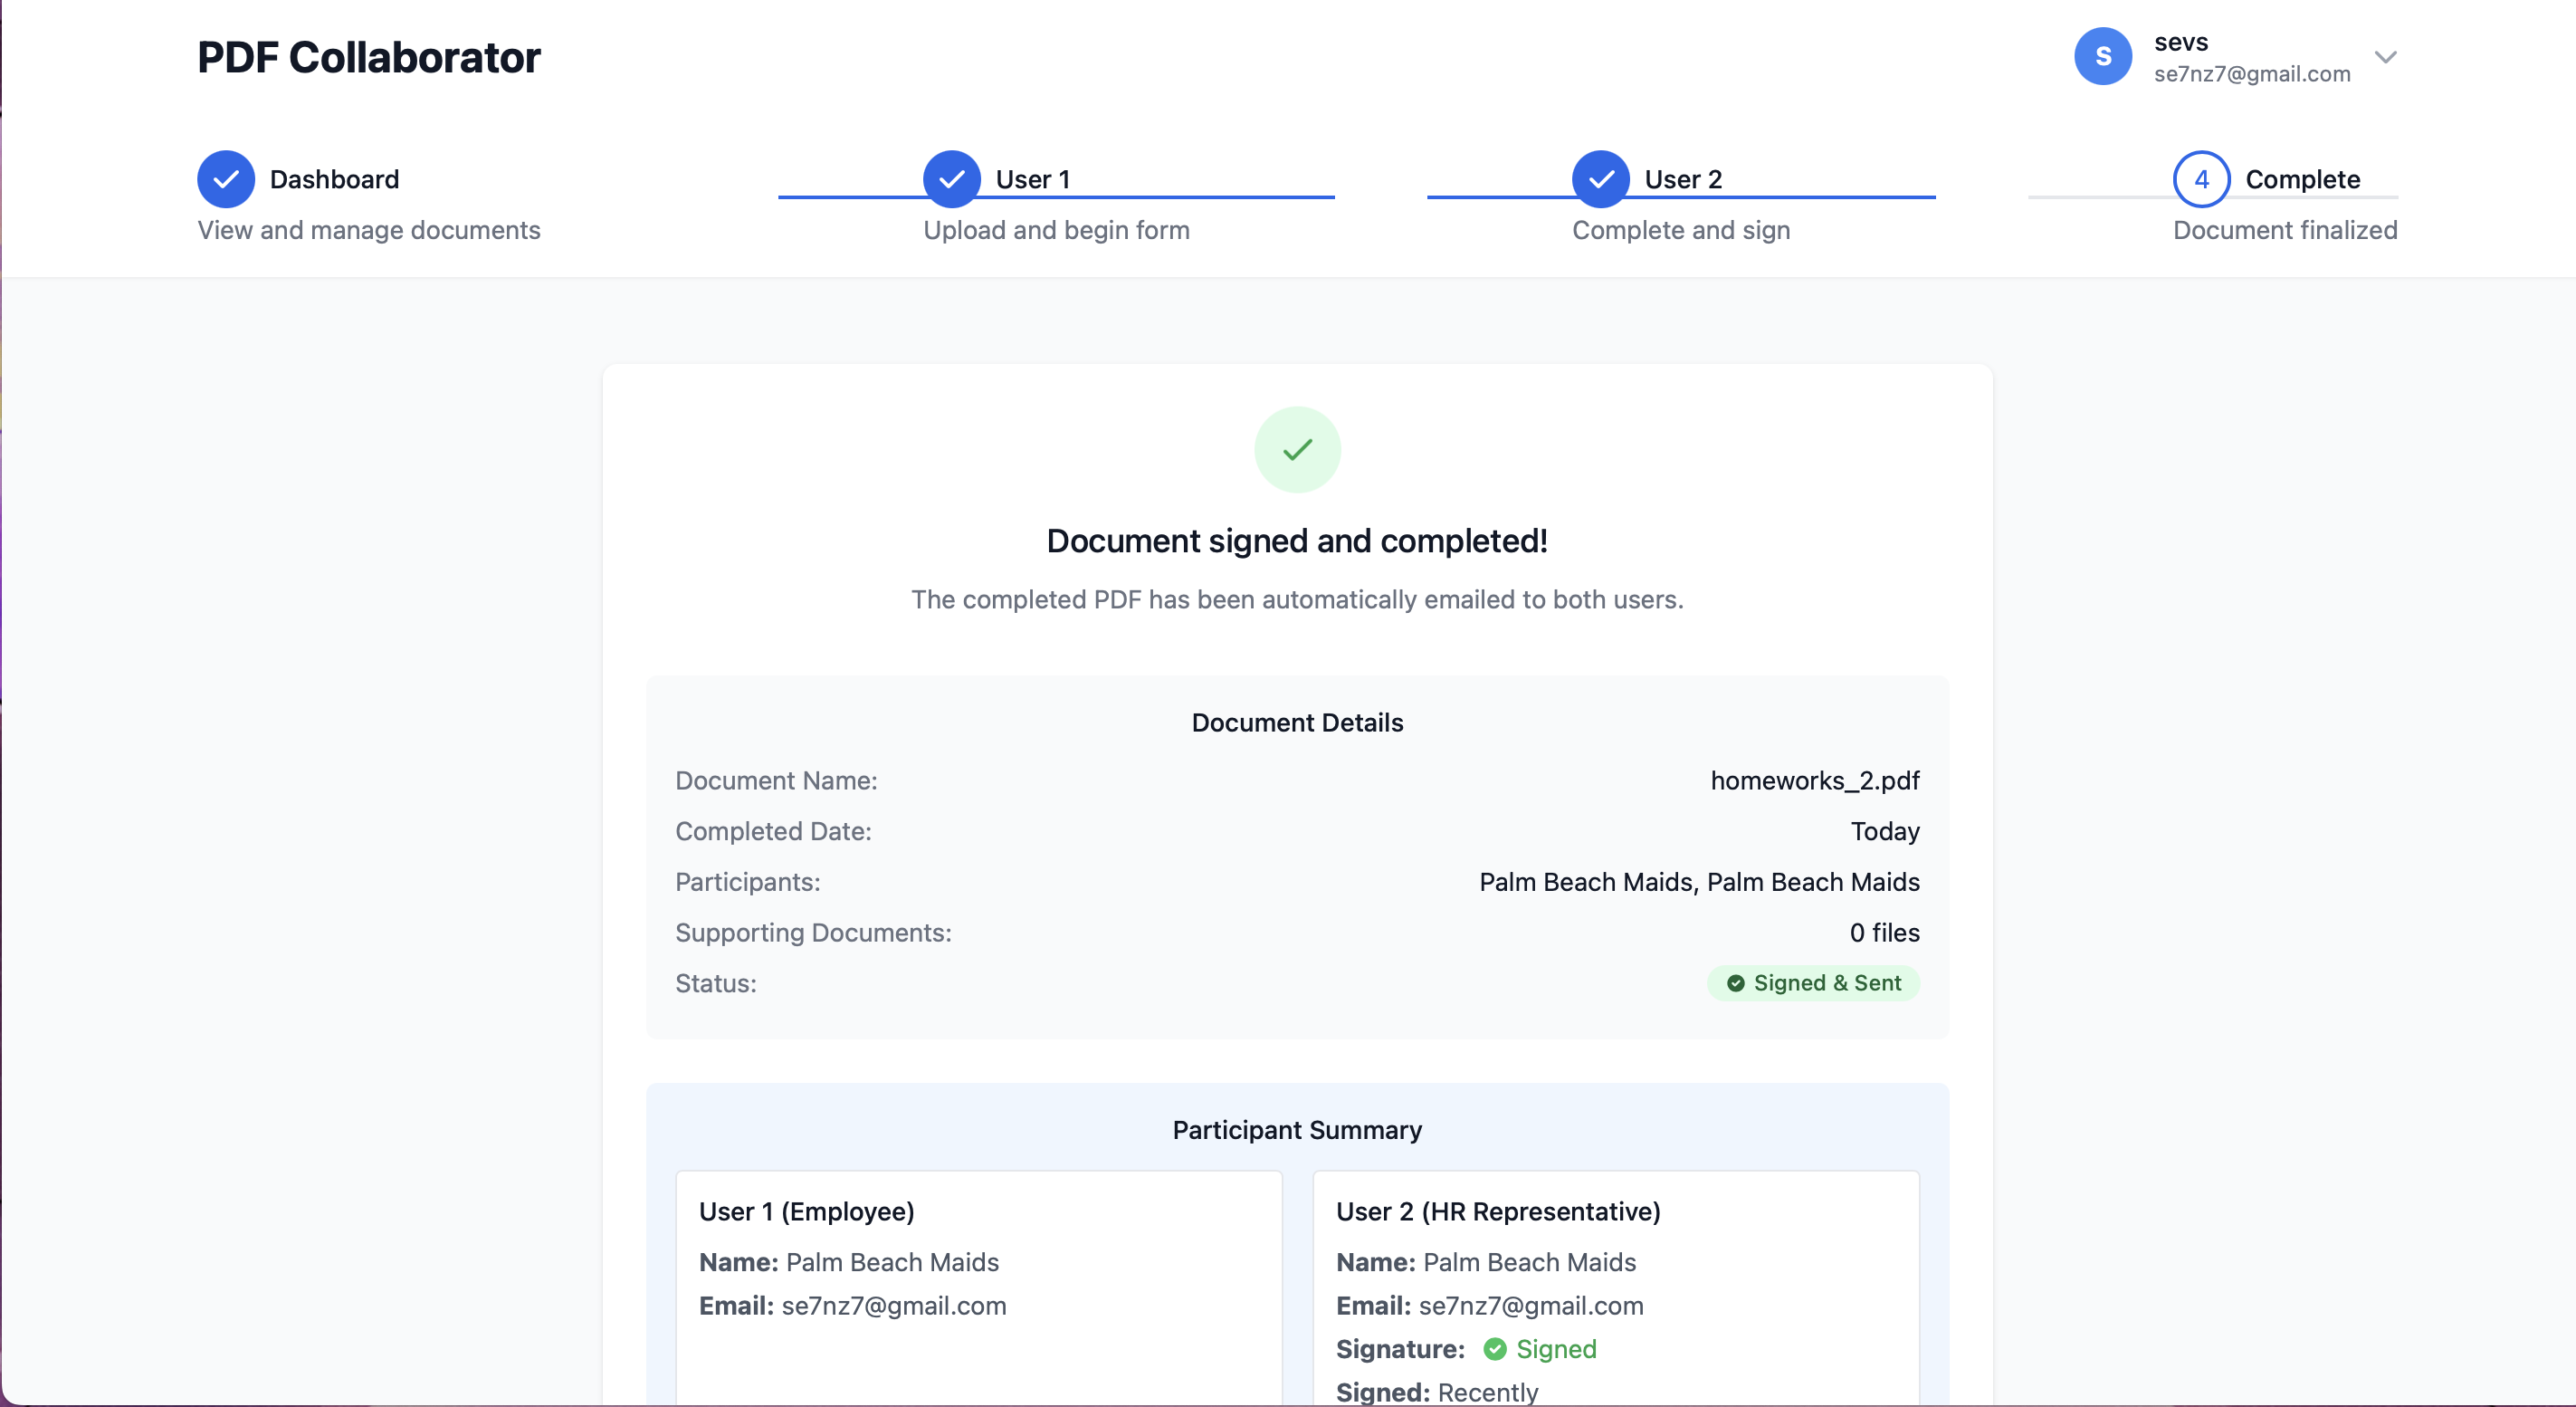 PDF Collaborator
S
sevs
se7nz7@gmail.com
Dashboard
View and manage documents
User 1
Upload and begin form
User 2
Complete and sign
4
Complete
Document finalized
Document signed and completed!
The completed PDF has been automatically emailed to both users.
Document Details
Document Name: homeworks_2.pdf
Completed Date: Today
Participants: Palm Beach Maids, Palm Beach Maids
Supporting Documents: 0 files
Status: Signed & Sent
Participant Summary
User 1 (Employee)
Name: Palm Beach Maids
Email: se7nz7@gmail.com
User 2 (HR Representative)
Name: Palm Beach Maids
Email: se7nz7@gmail.com
Signature: Signed
Signed: Recently